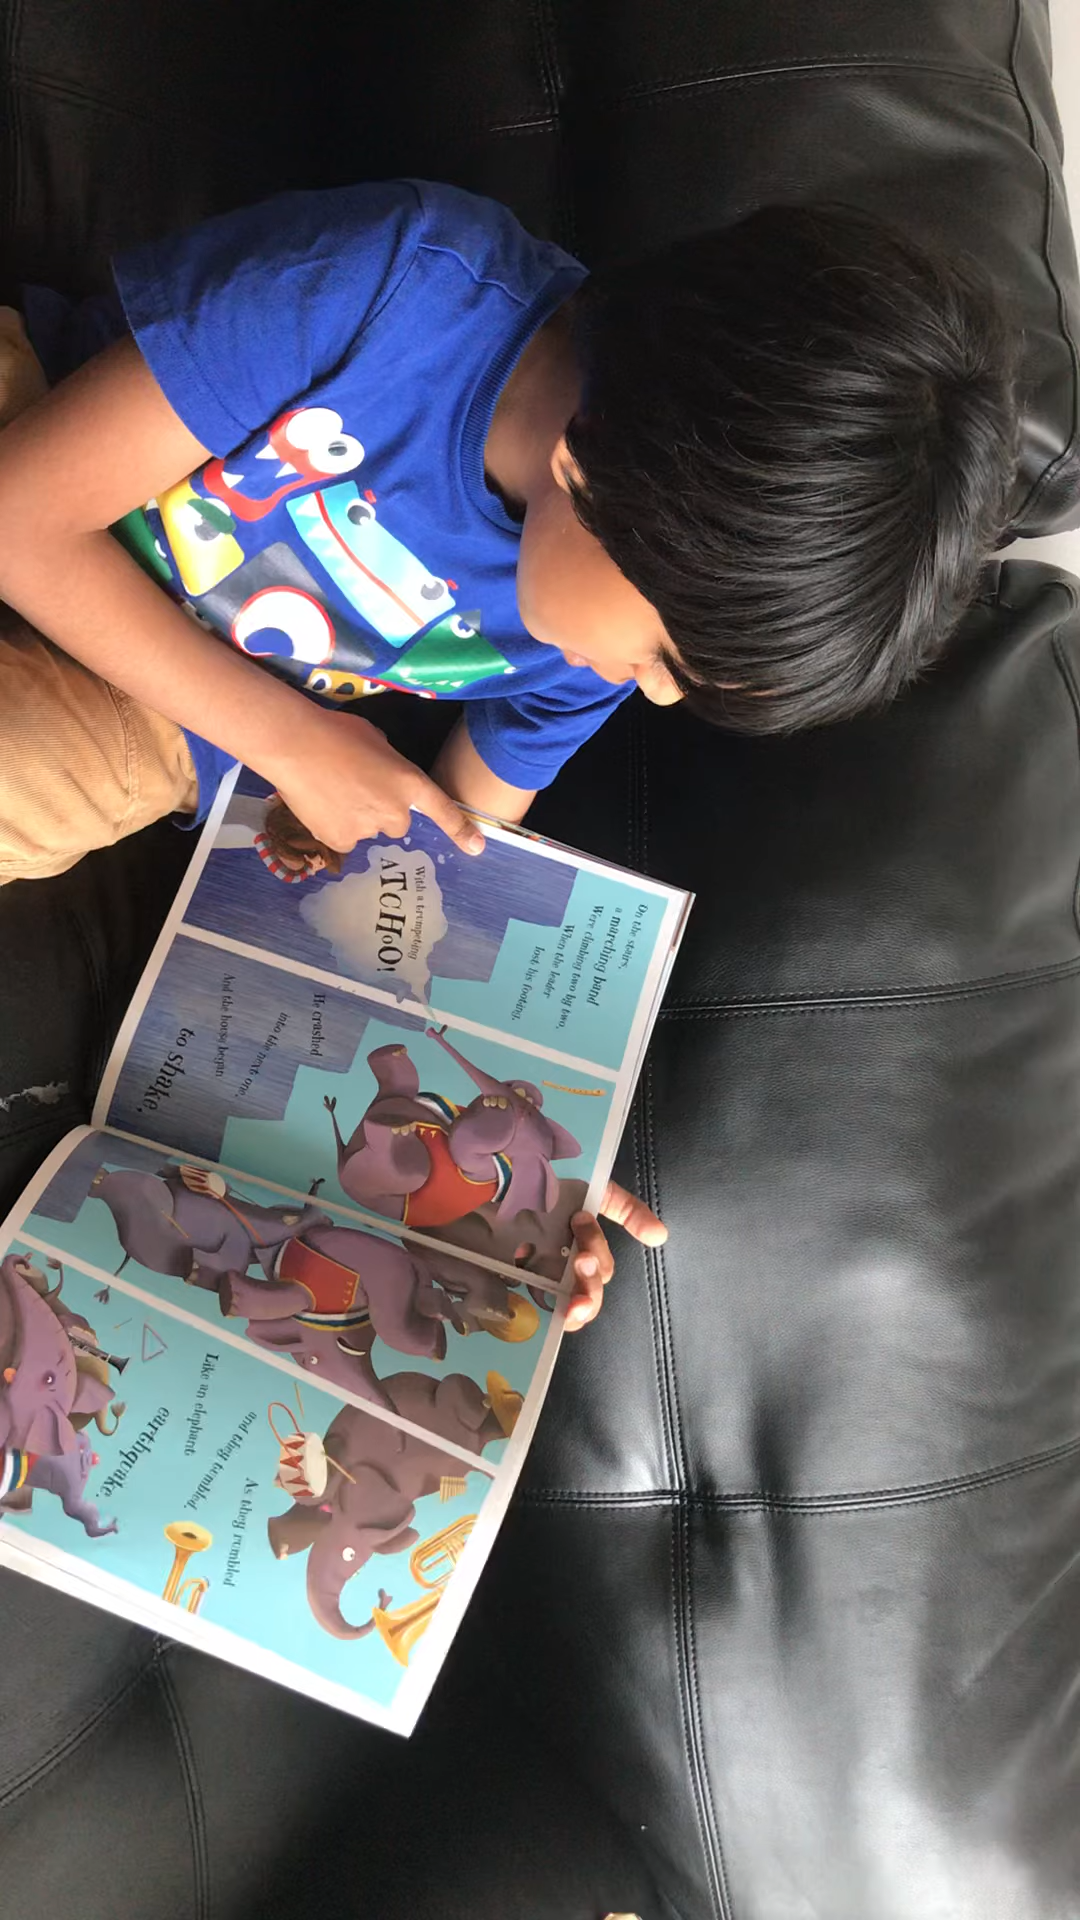 On the stairs,
a marching band
Were climbing two by two,
When the leader
lost his footing,
With a trumpeting
ATCHOO!
He crashed
into the next one,
And the house began
to shake,
As they rumbled
and they tumbled,
Like an elephant
earthquake.